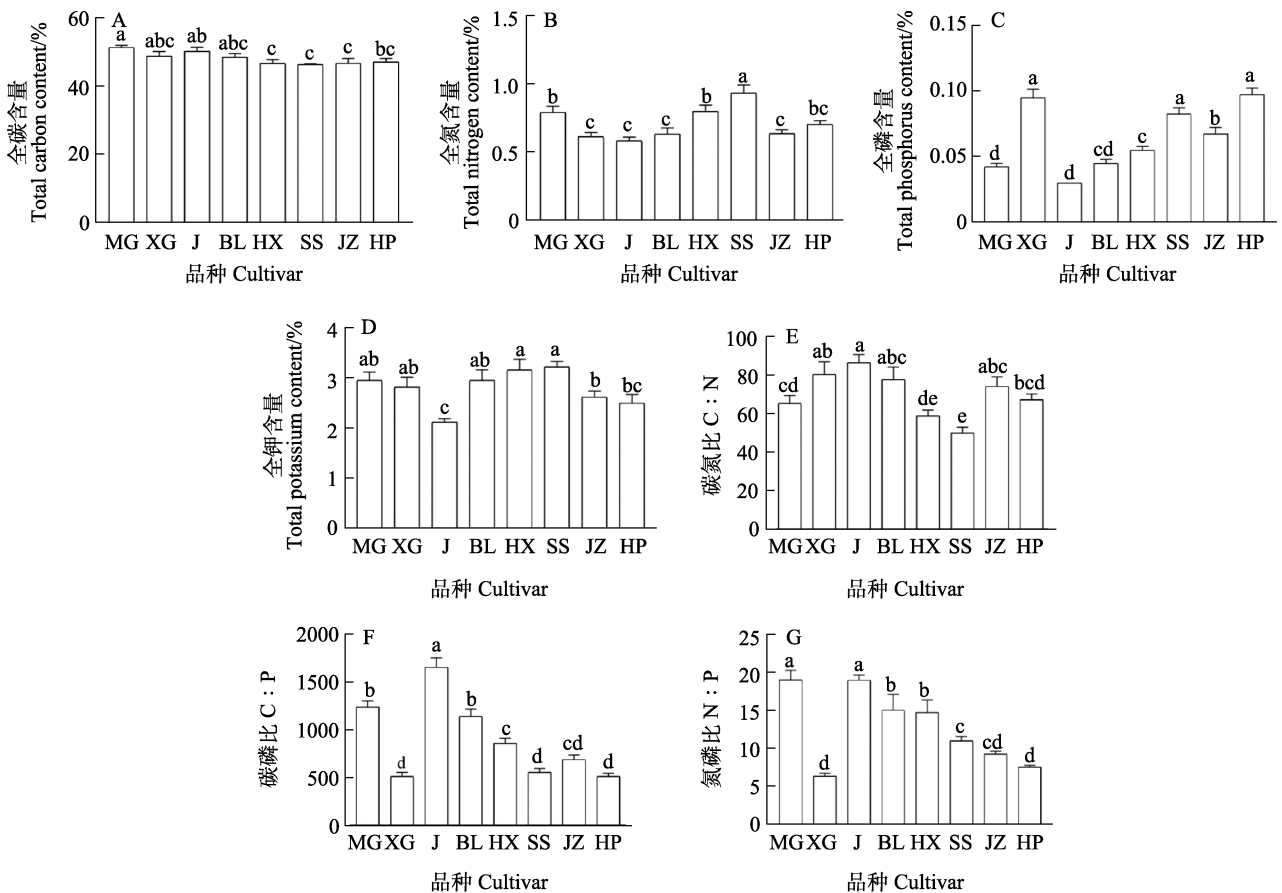 A
全碳含量
Total carbon content/%
60
40
20
0
a abc ab abc c c c bc
MG XG J BL HX SS JZ HP
品种 Cultivar
B
全氮含量
Total nitrogen content/%
1.5
1.0
0.5
0
b c c c b a c bc
MG XG J BL HX SS JZ HP
品种 Cultivar
C
全磷含量
Total phosphorus content/%
0.15
0.10
0.05
0
d a d cd c a b a
MG XG J BL HX SS JZ HP
品种 Cultivar
D
全钾含量
Total potassium content/%
4
3
2
1
0
ab ab c ab a a b bc
MG XG J BL HX SS JZ HP
品种 Cultivar
E
碳氮比 C : N
100
80
60
40
20
0
cd ab a abc de e abc bcd
MG XG J BL HX SS JZ HP
品种 Cultivar
F
碳磷比 C : P
2000
1500
1000
500
0
b d a b c d cd d
MG XG J BL HX SS JZ HP
品种 Cultivar
G
氮磷比 N : P
25
20
15
10
5
0
a d a b b c cd d
MG XG J BL HX SS JZ HP
品种 Cultivar